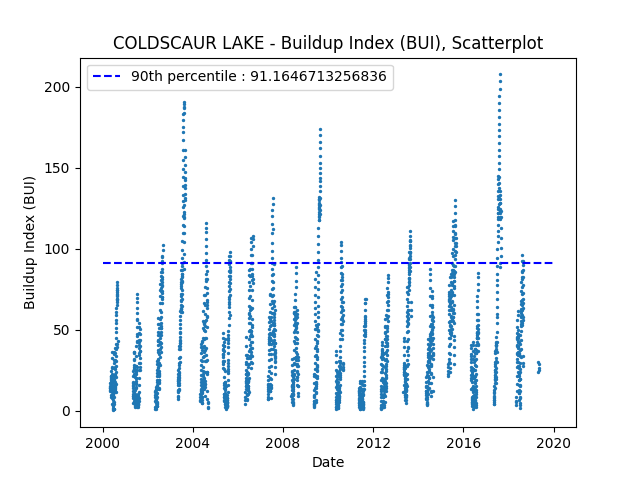 COLDSCAUR LAKE - Buildup Index (BUI), Scatterplot
90th percentile : 91.1646713256836
200
150
100
50
0
Buildup Index (BUI)
2000 2004 2008 2012 2016 2020
Date